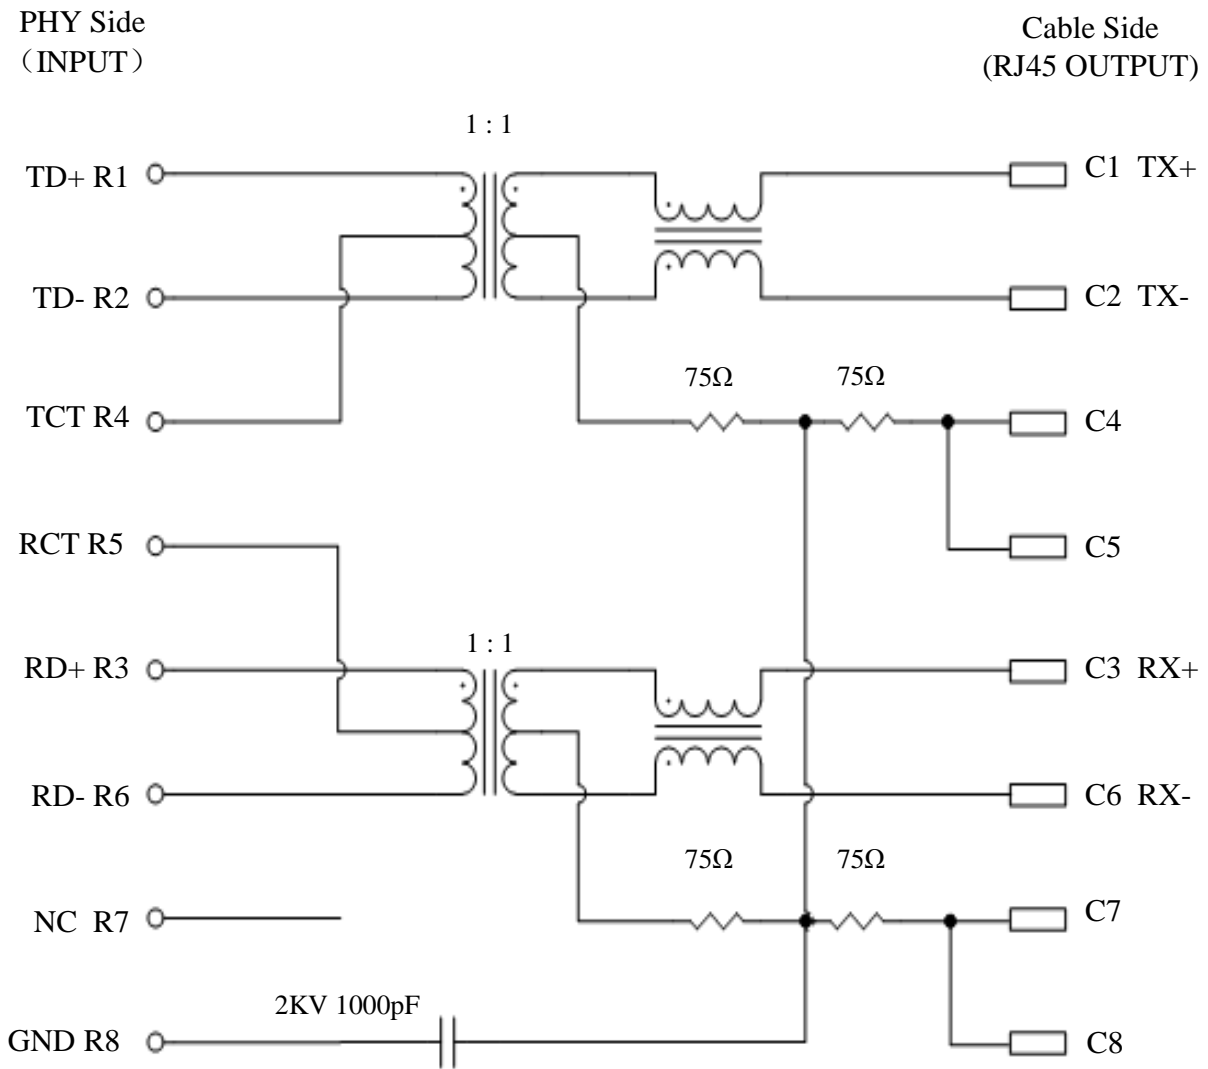 PHY Side
（INPUT）
Cable Side
(RJ45 OUTPUT)
1 : 1
TD+ R1
C1 TX+
TD- R2
C2 TX-
75Ω 75Ω
TCT R4
C4
RCT R5
C5
1 : 1
RD+ R3
C3 RX+
RD- R6
C6 RX-
75Ω 75Ω
NC R7
C7
2KV 1000pF
GND R8
C8